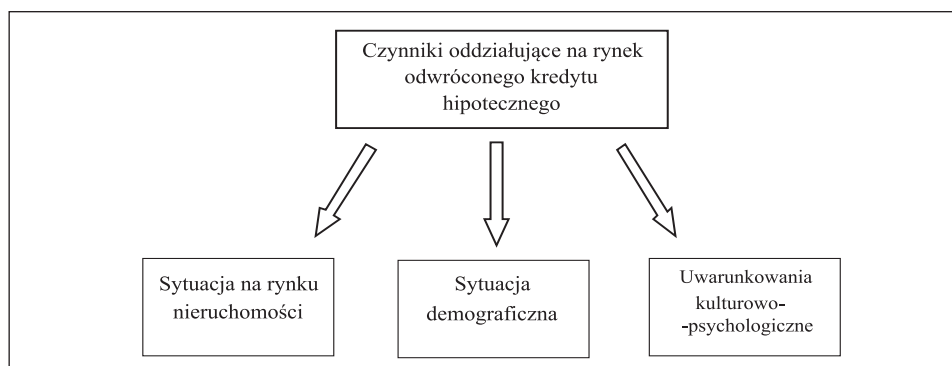 Czynniki oddziałujące na rynek
odwróconego kredytu
hipotecznego
Sytuacja na rynku
nieruchomości
Sytuacja
demograficzna
Uwarunkowania
kulturowo-
-psychologiczne